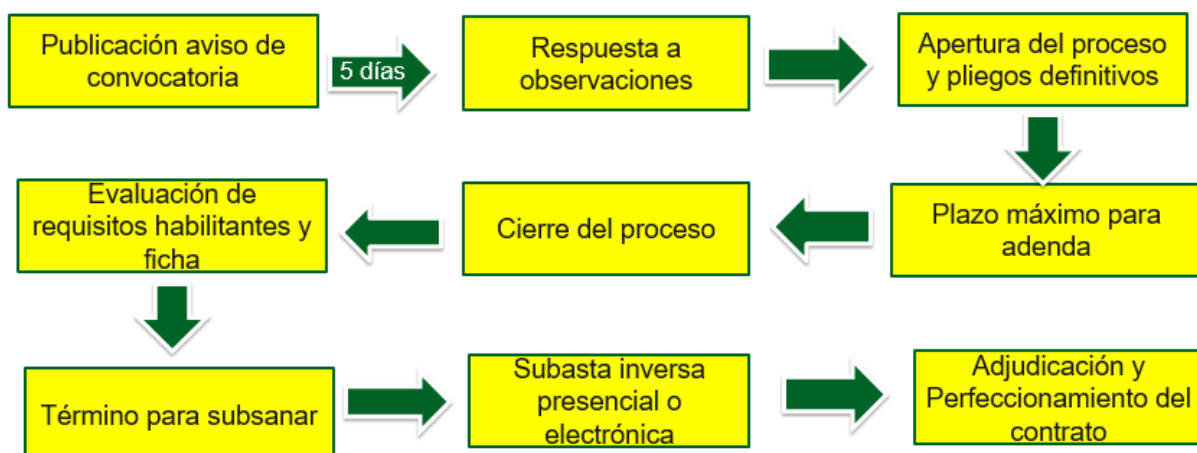 Publicación aviso de
convocatoria
5 días
Respuesta a
observaciones
Apertura del proceso
y pliegos definitivos
Plazo máximo para
adenda
Cierre del proceso
Evaluación de
requisitos habilitantes y
ficha
Término para subsanar
Subasta inversa
presencial o
electrónica
Adjudicación y
Perfeccionamiento del
contrato